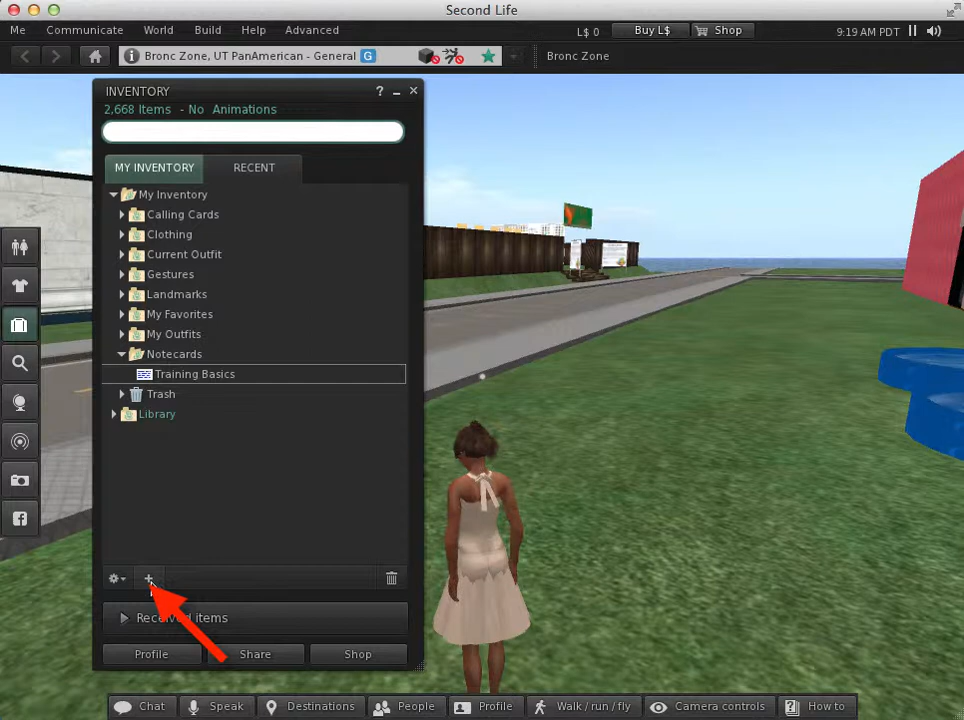 Second Life
Me Communicate World Build Help Advanced L$ 0 Buy L$ Shop 9:19 AM PDT
Bronc Zone, UT PanAmerican - General G Bronc Zone
INVENTORY ?
2,668 Items - No Animations
MY INVENTORY RECENT
My Inventory
Calling Cards
Clothing
Current Outfit
Gestures
Landmarks
My Favorites
My Outfits
Notecards
Training Basics
Trash
Library
Received items
Profile Share Shop
Chat Speak Destinations People Profile Walk / run / fly Camera controls How to